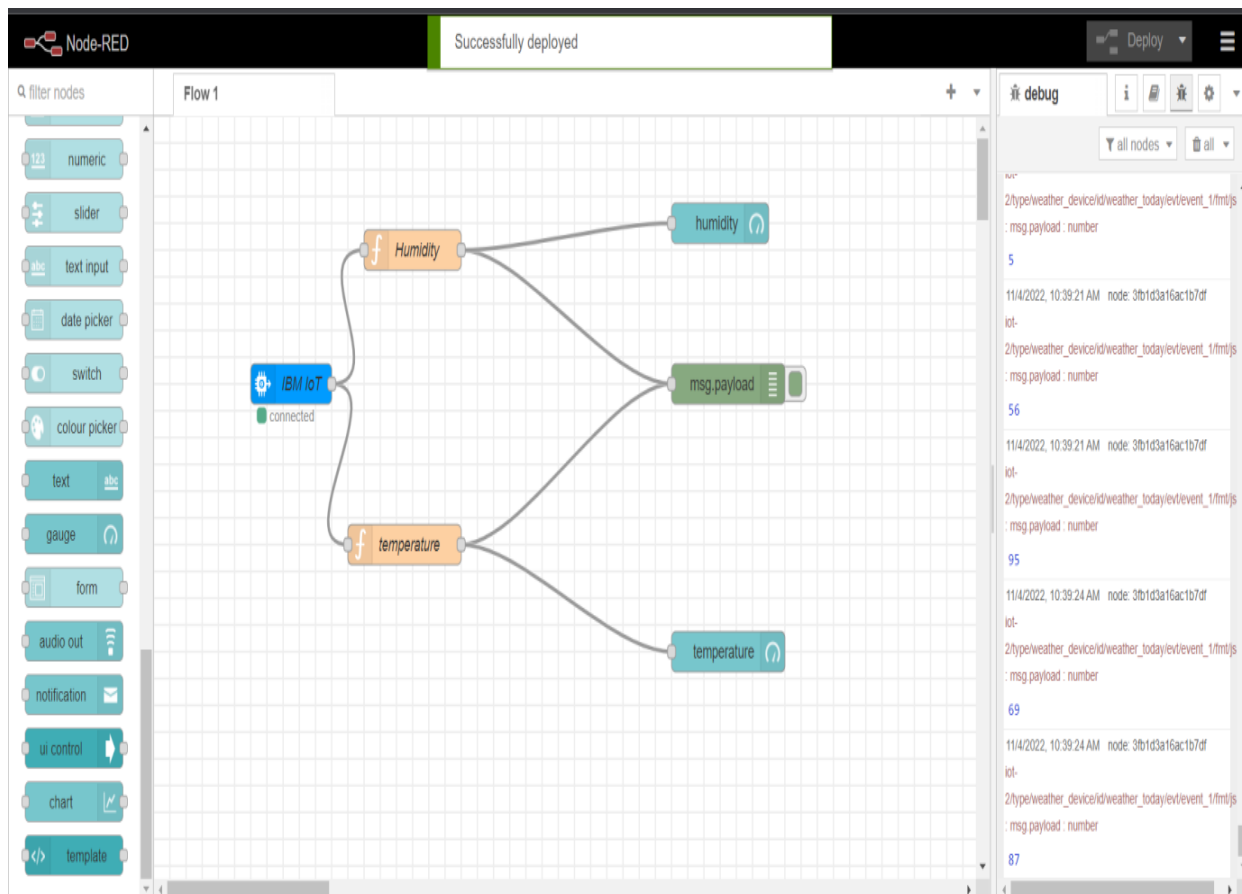 Node-RED
Successfully deployed
Deploy
filter nodes
Flow 1
debug
i
all nodes
all
123 numeric
slider
abc text input
date picker
switch
colour picker
text abc
gauge
form
audio out
notification
ui control
chart
</> template
Humidity
humidity
IBM IoT
connected
msg.payload
temperature
temperature
2/type/weather_device/id/weather_today/evt/event_1/fmt/js
: msg.payload : number
5
11/4/2022, 10:39:21 AM node: 3fb1d3a16ac1b7df
iot-
2/type/weather_device/id/weather_today/evt/event_1/fmt/js
: msg.payload : number
56
11/4/2022, 10:39:21 AM node: 3fb1d3a16ac1b7df
iot-
2/type/weather_device/id/weather_today/evt/event_1/fmt/js
: msg.payload : number
95
11/4/2022, 10:39:24 AM node: 3fb1d3a16ac1b7df
iot-
2/type/weather_device/id/weather_today/evt/event_1/fmt/js
: msg.payload : number
69
11/4/2022, 10:39:24 AM node: 3fb1d3a16ac1b7df
iot-
2/type/weather_device/id/weather_today/evt/event_1/fmt/js
: msg.payload : number
87